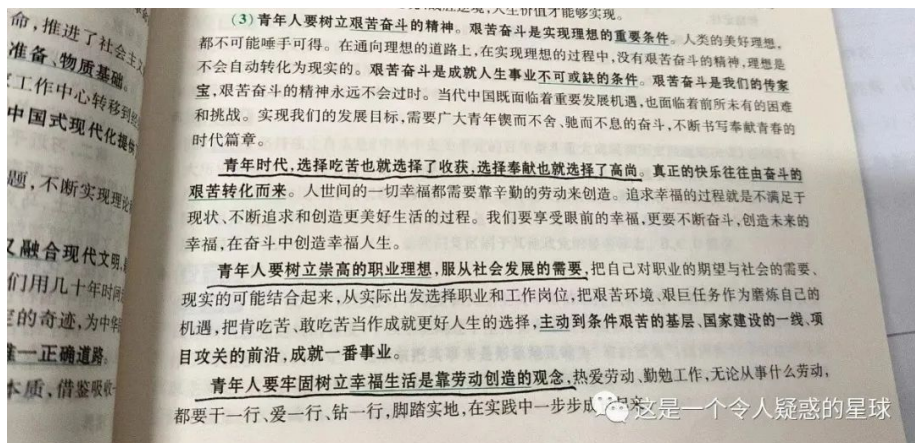 命,推进了社会主义
准备、物质基础。
工作中心转移到经
中国式现代化提供
题,不断实现理论
又融合现代文明,
们用几十年时间
的奇迹,为中华
唯一正确道路。
本质,借鉴吸收一
人生价值才能够实现。
(3)青年人要树立艰苦奋斗的精神。艰苦奋斗是实现理想的重要条件。人类的美好理想,
都不可能唾手可得。在通向理想的道路上,在实现理想的过程中,没有艰苦奋斗的精神,理想是
不会自动转化为现实的。艰苦奋斗是成就人生事业不可或缺的条件。艰苦奋斗是我们的传家
宝,艰苦奋斗的精神永远不会过时。当代中国既面临着重要发展机遇,也面临着前所未有的困难
和挑战。实现我们的发展目标,需要广大青年锲而不舍、驰而不息的奋斗,不断书写奉献青春的
时代篇章。
青年时代,选择吃苦也就选择了收获,选择奉献也就选择了高尚。真正的快乐往往由奋斗的
艰苦转化而来。人世间的一切幸福都需要靠辛勤的劳动来创造。追求幸福的过程就是不满足于
现状、不断追求和创造更美好生活的过程。我们要享受眼前的幸福,更要不断奋斗,创造未来的
幸福,在奋斗中创造幸福人生。
青年人要树立崇高的职业理想,服从社会发展的需要,把自己对职业的期望与社会的需要、
现实的可能结合起来,从实际出发选择职业和工作岗位,把艰苦环境、艰巨任务作为磨炼自己的
机遇,把肯吃苦、敢吃苦当作成就更好人生的选择,主动到条件艰苦的基层、国家建设的一线、项
目攻关的前沿,成就一番事业。
青年人要牢固树立幸福生活是靠劳动创造的观念,热爱劳动、勤勉工作,无论从事什么劳动,
都要干一行、爱一行、钻一行,脚踏实地,在实践中一步步成
这是一个令人疑惑的星球